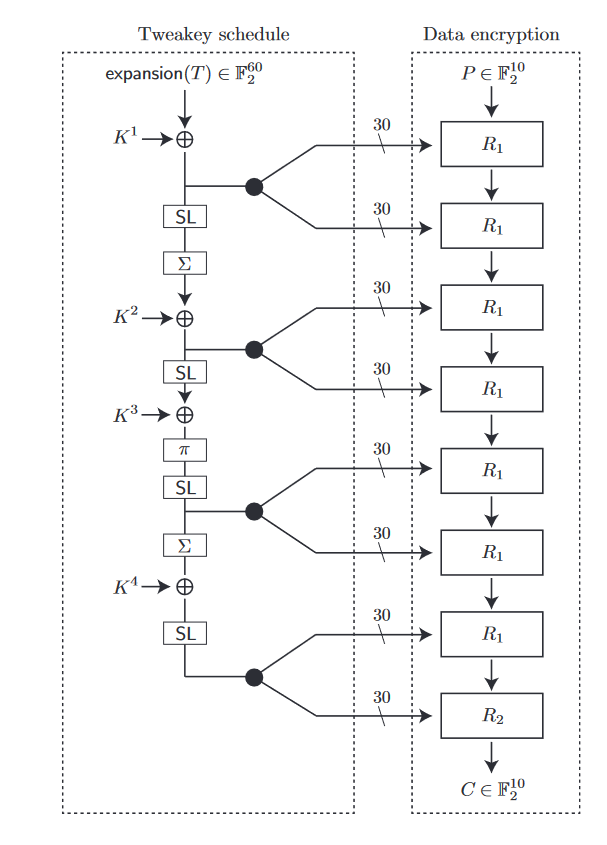 Tweakey schedule
Data encryption
expansion(T) ∈ 𝔽₂⁶⁰
P ∈ 𝔽₂¹⁰
K¹
30
R₁
30
R₁
SL
Σ
K²
30
R₁
30
R₁
SL
K³
π
30
R₁
SL
30
R₁
Σ
K⁴
30
R₁
SL
30
R₂
C ∈ 𝔽₂¹⁰